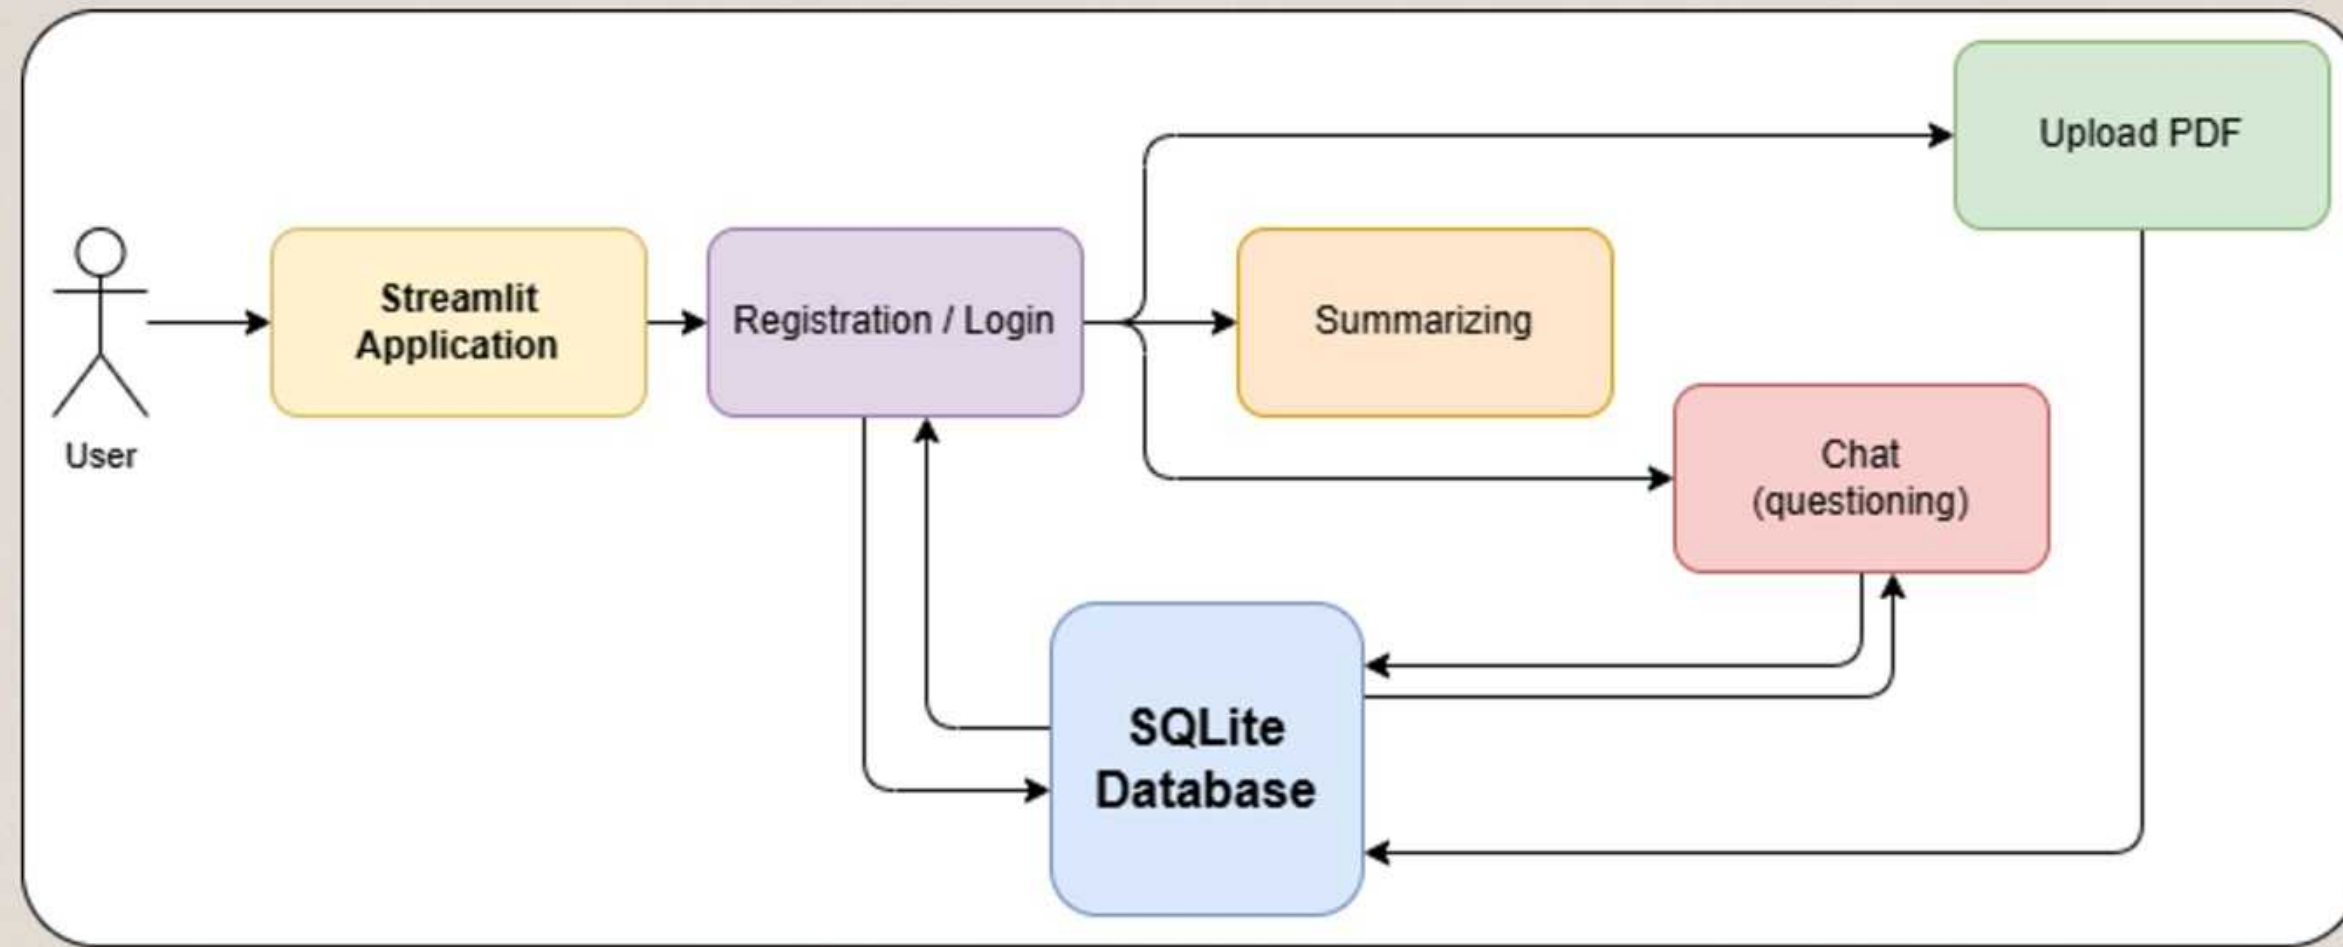 Upload PDF
Streamlit
Application
Registration / Login
Summarizing
User
Chat
(questioning)
SQLite
Database